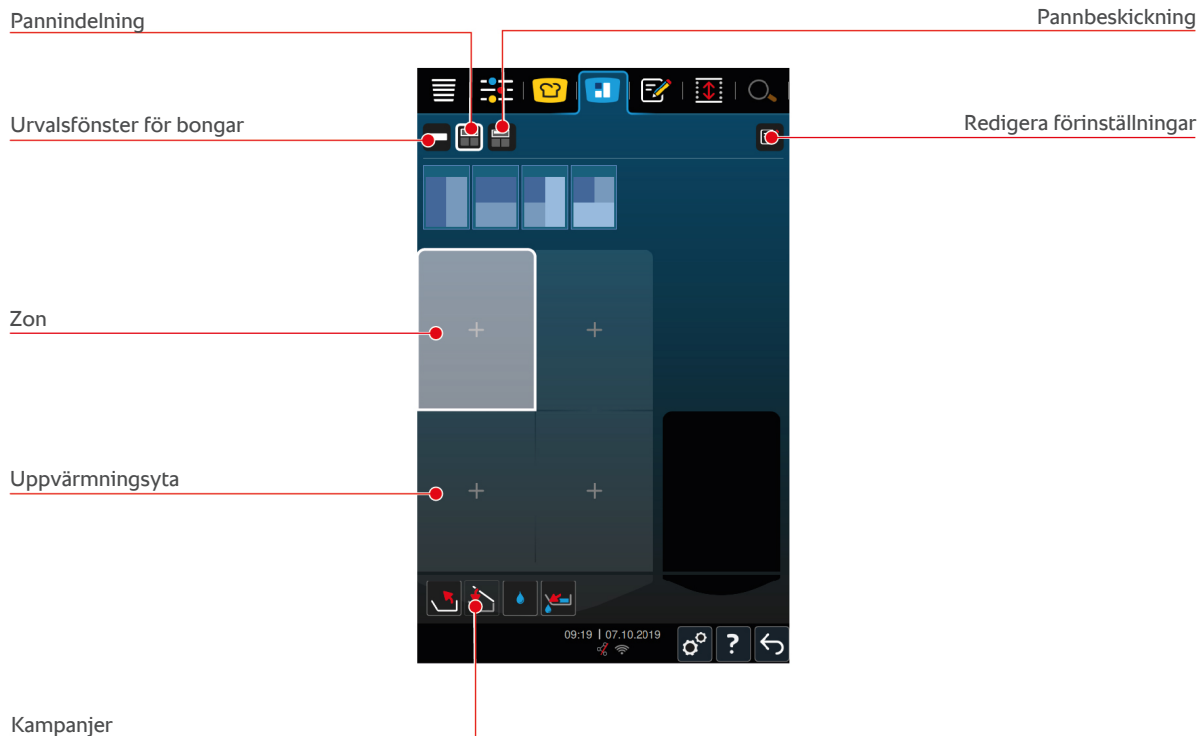 Pannindelning
Pannbeskickning
Urvalsfönster för bongar
Redigera förinställningar
Zon
Uppvärmningsyta
09:19 | 07.10.2019
?
Kampanjer